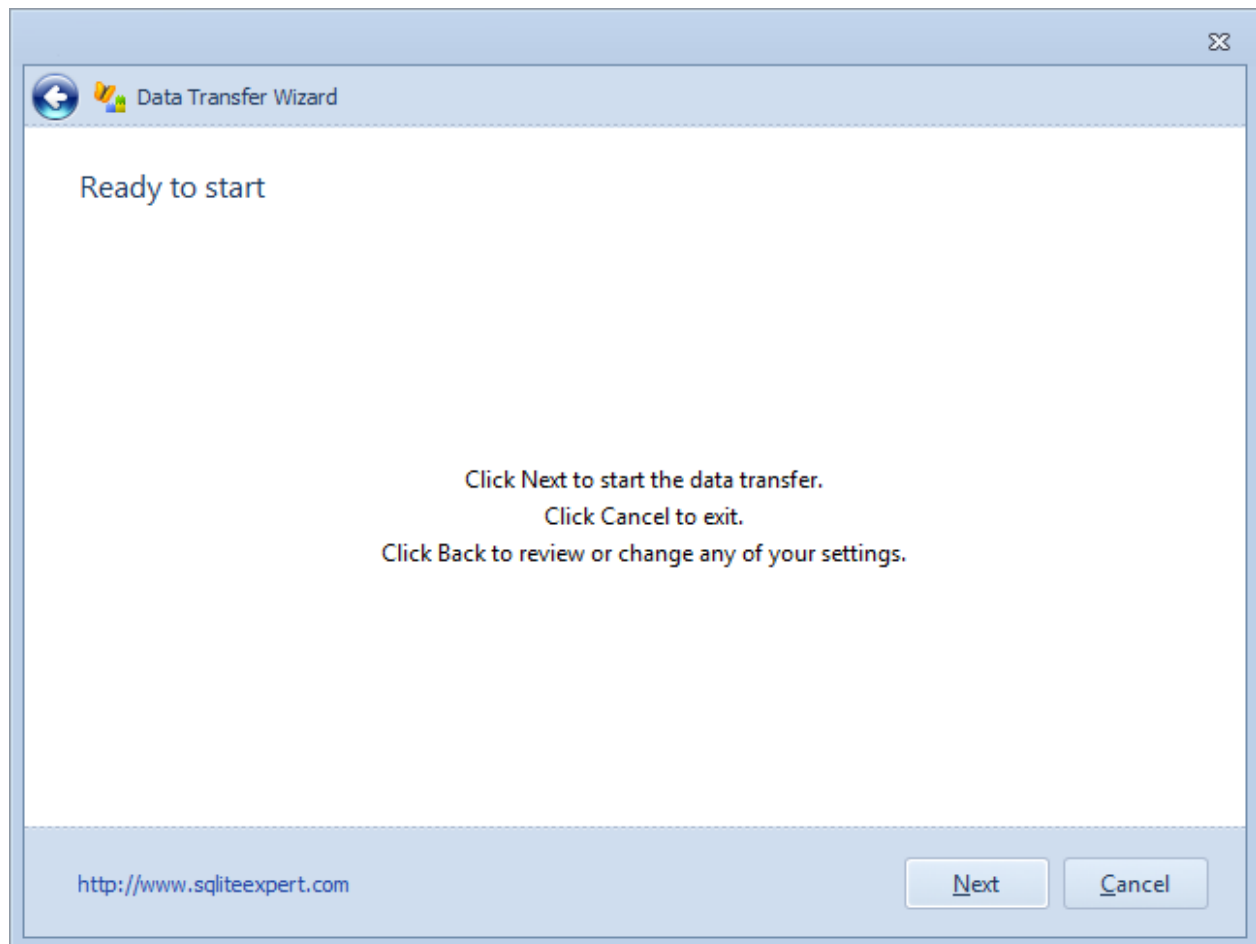 Data Transfer Wizard
Ready to start
Click Next to start the data transfer.
Click Cancel to exit.
Click Back to review or change any of your settings.
http://www.sqliteexpert.com
Next
Cancel